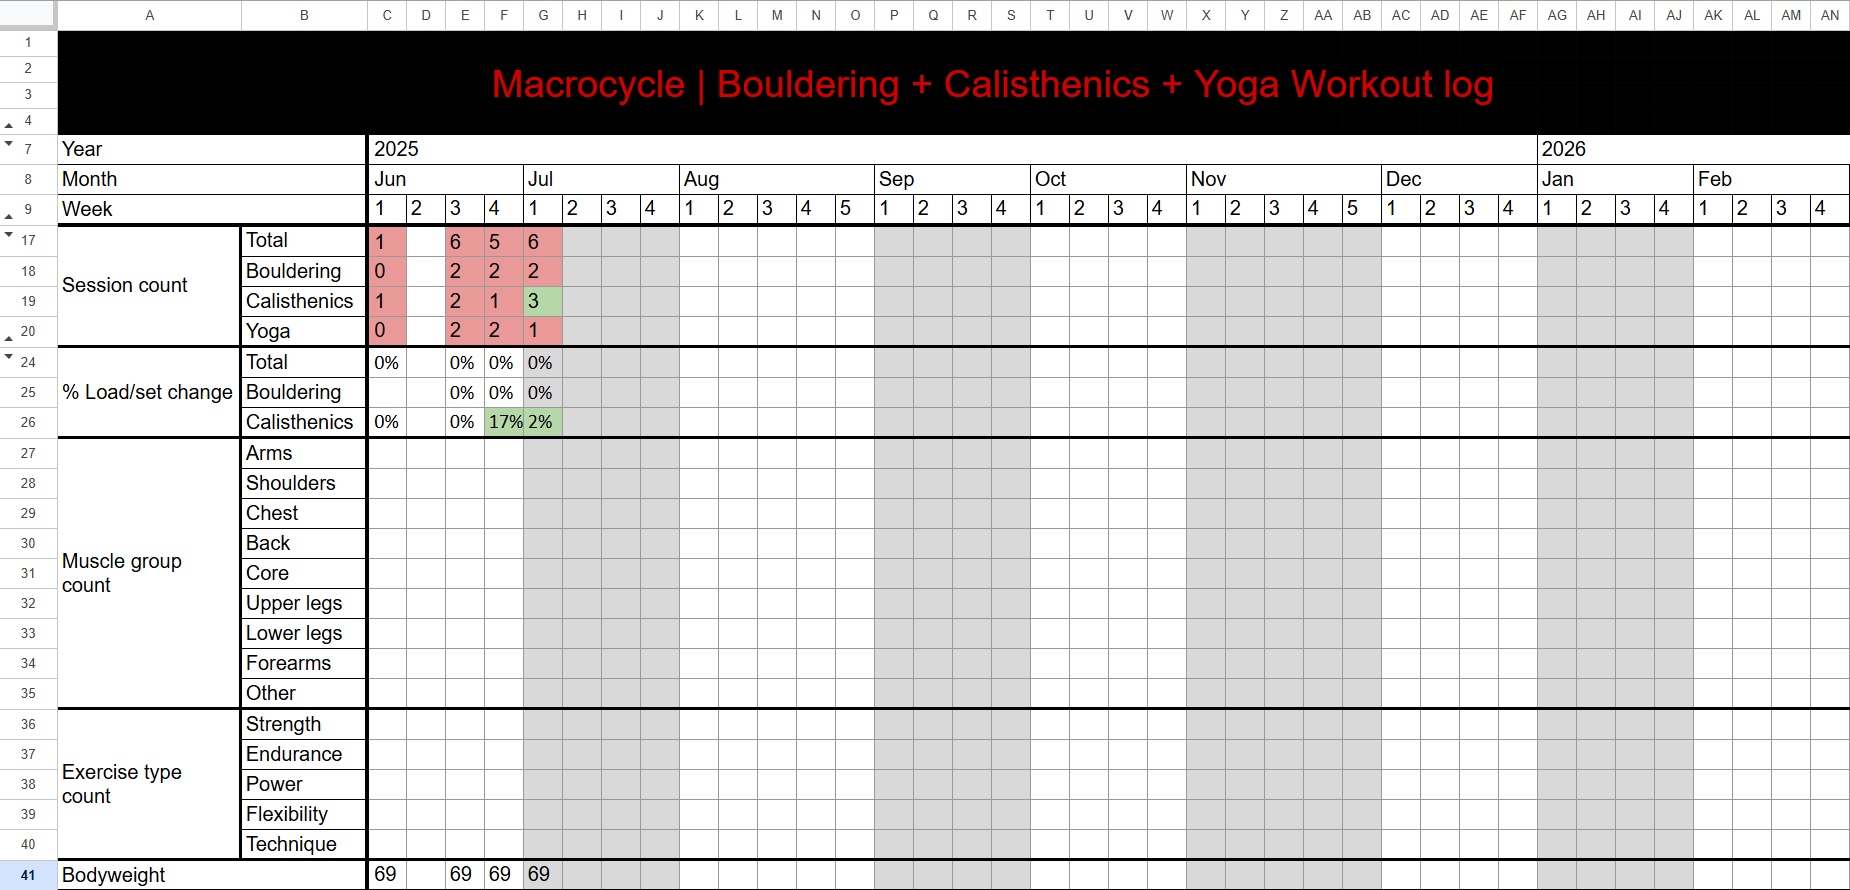 A B C D E F G H I J K L M N O P Q R S T U V W X Y Z AA AB AC AD AE AF AG AH AI AJ AK AL AM AN
1
2
Macrocycle | Bouldering + Calisthenics + Yoga Workout log
3
4
7 Year 2025 2026
8 Month Jun Jul Aug Sep Oct Nov Dec Jan Feb
9 Week 1 2 3 4 1 2 3 4 1 2 3 4 5 1 2 3 4 1 2 3 4 1 2 3 4 5 1 2 3 4 1 2 3 4 1 2 3 4
17 Total 1 6 5 6
18 Bouldering 0 2 2 2
Session count
19 Calisthenics 1 2 1 3
20 Yoga 0 2 2 1
24 Total 0% 0% 0% 0%
25 % Load/set change Bouldering 0% 0% 0%
26 Calisthenics 0% 0% 17% 2%
27 Arms
28 Shoulders
29 Chest
30 Back
Muscle group
31 Core
count
32 Upper legs
33 Lower legs
34 Forearms
35 Other
36 Strength
37 Endurance
Exercise type
38 Power
count
39 Flexibility
40 Technique
41 Bodyweight 69 69 69 69